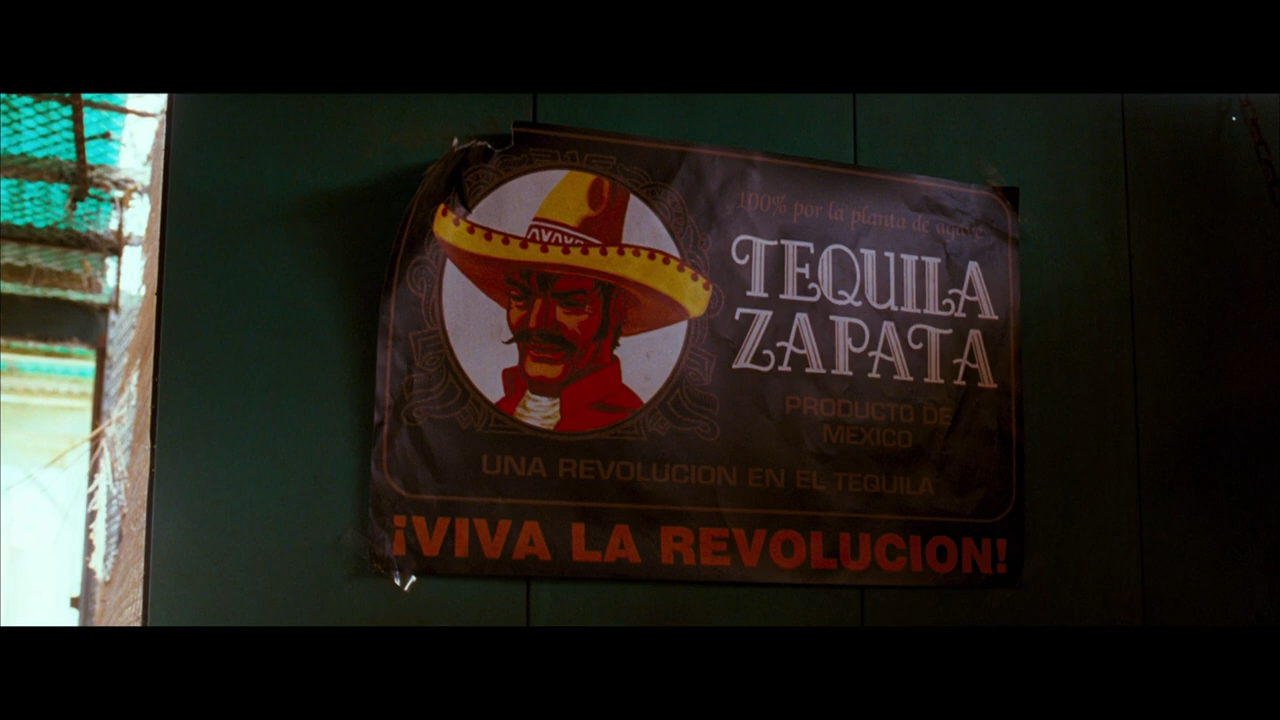 100% por la planta de agave
TEQUILA
ZAPATA
PRODUCTO DE
MEXICO
UNA REVOLUCION EN EL TEQUILA
¡VIVA LA REVOLUCION!